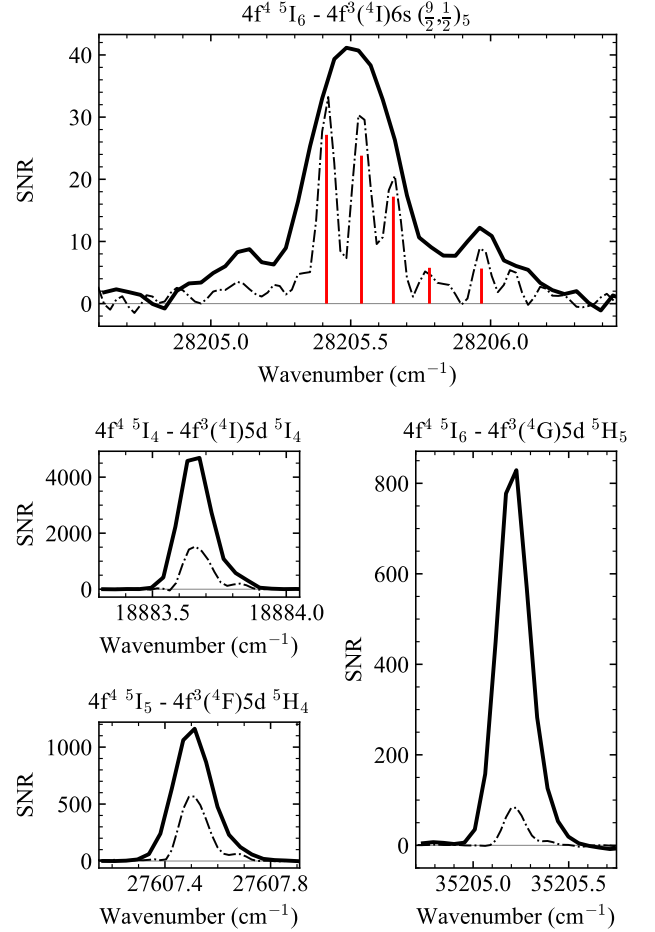 4f⁴ ⁵I₆ - 4f³(⁴I)6s (9/2,1/2)₅
40
30
20
10
0
SNR
28205.0 28205.5 28206.0
Wavenumber (cm⁻¹)
4f⁴ ⁵I₄ - 4f³(⁴I)5d ⁵I₄
4000
2000
0
SNR
18883.5 18884.0
Wavenumber (cm⁻¹)
4f⁴ ⁵I₅ - 4f³(⁴F)5d ⁵H₄
1000
500
0
SNR
27607.4 27607.8
Wavenumber (cm⁻¹)
4f⁴ ⁵I₆ - 4f³(⁴G)5d ⁵H₅
800
600
400
200
0
SNR
35205.0 35205.5
Wavenumber (cm⁻¹)